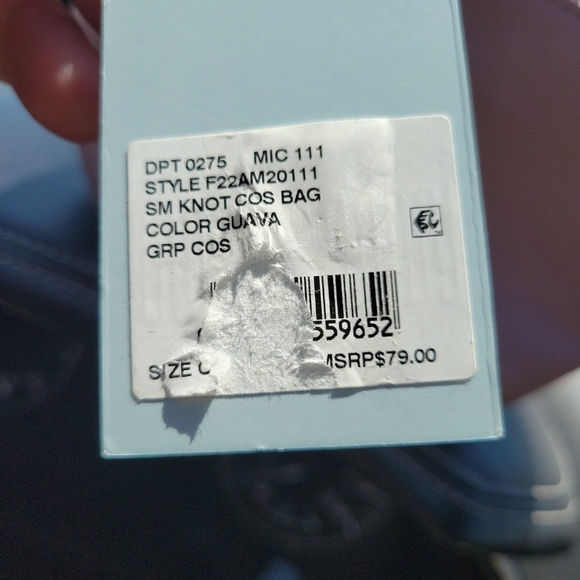 DPT 0275 MIC 111
STYLE F22AM20111
SM KNOT COS BAG
COLOR GUAVA
GRP COS
559652
SIZE MSRP$79.00